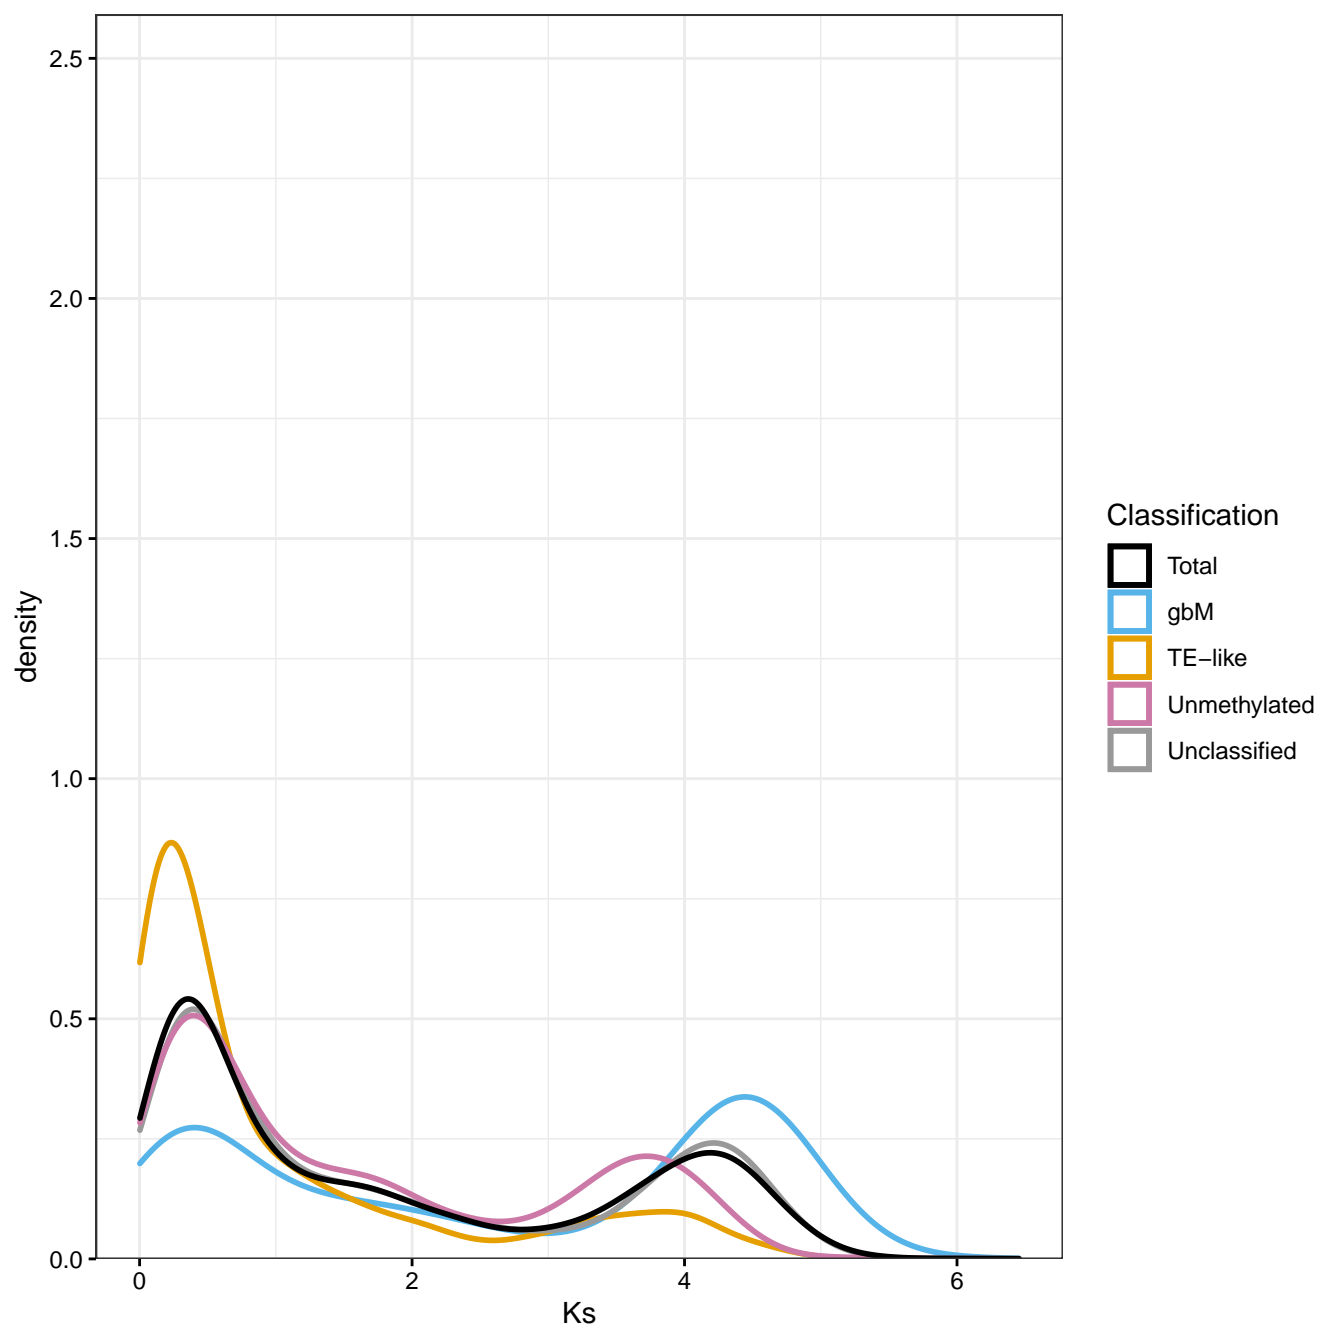 2.5
2.0
1.5
1.0
0.5
0.0
density
0 2 4 6
Ks
Classification
Total
gbM
TE−like
Unmethylated
Unclassified